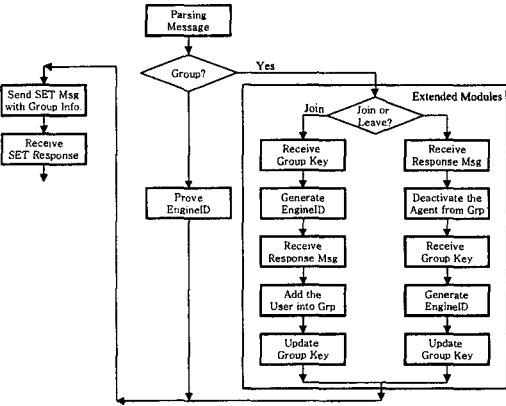 Parsing
Message
Group?
Yes
Send SET Msg
with Group Info.
Receive
SET Response
Extended Modules
Join or
Leave?
Join
Receive
Group Key
Receive
Response Msg
Prove
EngineID
Generate
EngineID
Deactivate the
Agent from Grp
Receive
Response Msg
Receive
Group Key
Add the
User into Grp
Generate
EngineID
Update
Group Key
Update
Group Key